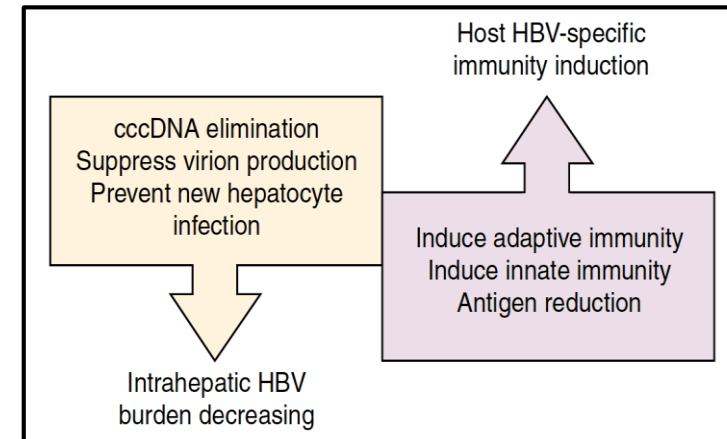 Host HBV-specific
immunity induction
cccDNA elimination
Suppress virion production
Prevent new hepatocyte
infection
Induce adaptive immunity
Induce innate immunity
Antigen reduction
Intrahepatic HBV
burden decreasing